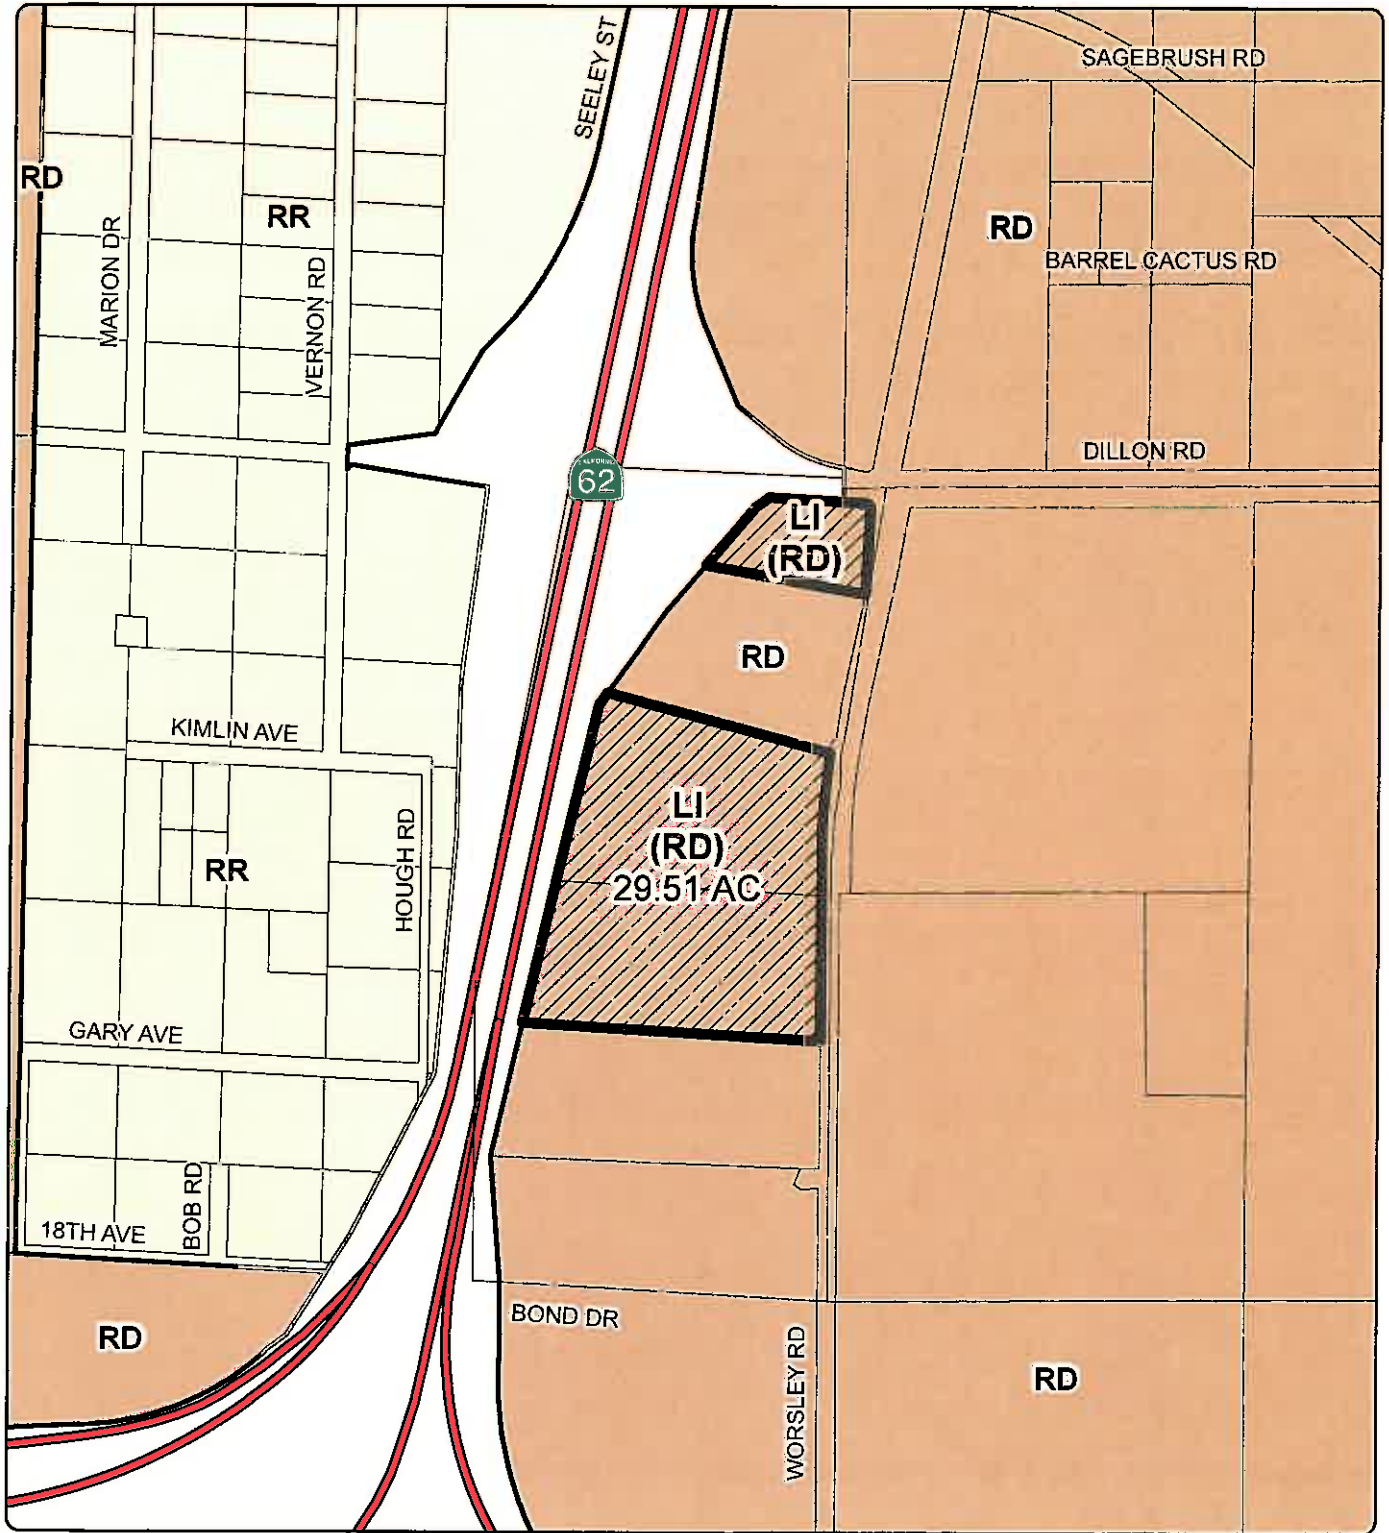 SEELEY ST
SAGEBRUSH RD
RD
RR
RD
MARION DR
VERNON RD
BARREL CACTUS RD
DILLON RD
CALIFORNIA
62
LI
(RD)
RD
KIMLIN AVE
LI
(RD)
29.51 AC
HOUGH RD
RR
GARY AVE
BOB RD
18TH AVE
RD
BOND DR
WORSLEY RD
RD